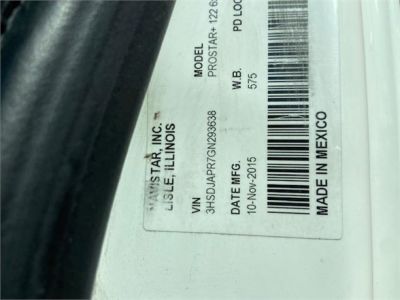 NAVISTAR, INC.
LISLE, ILLINOIS
MODEL
PROSTAR+ 122
W.B.
575
PD LOC
VIN
3HSDJAPR7GN293638
DATE MFG.
10-Nov-2015
MADE IN MEXICO